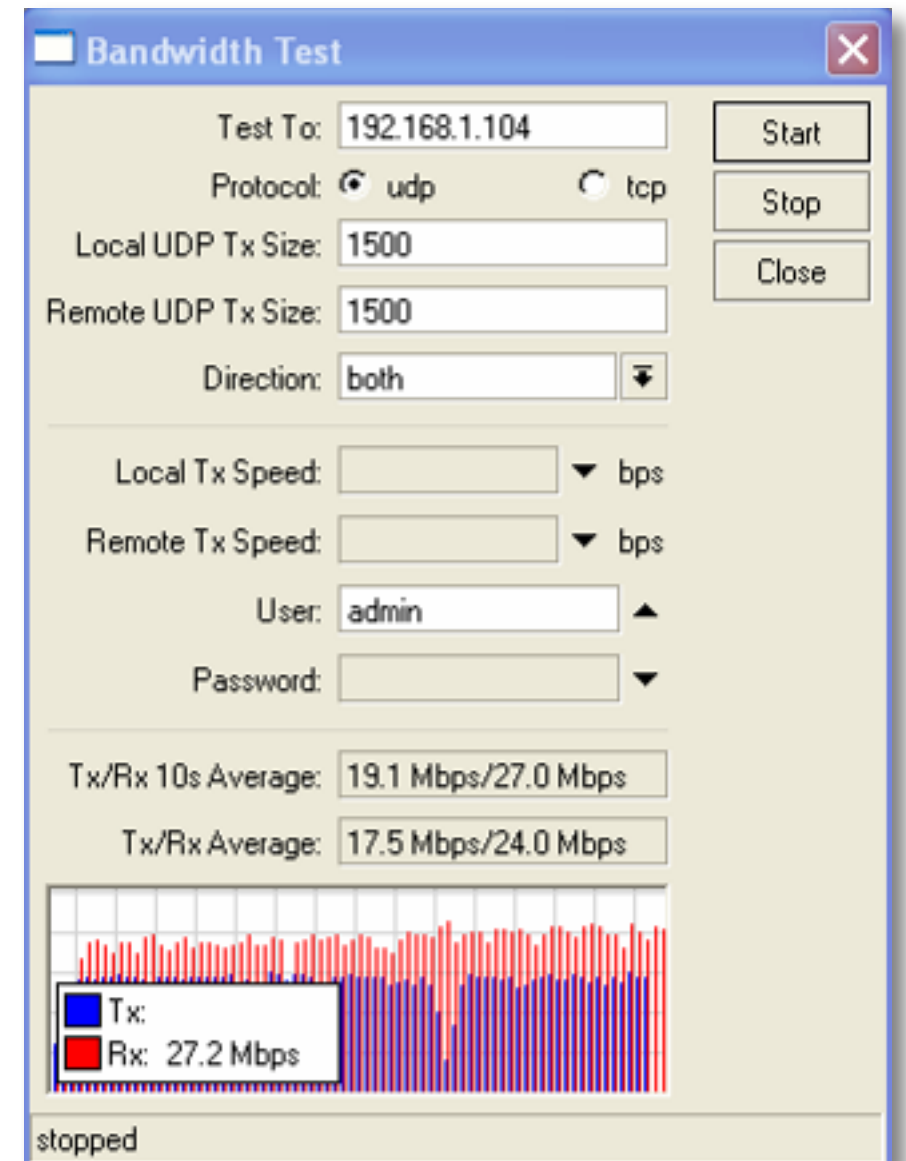 Bandwidth Test
Test To: 192.168.1.104
Start
Protocol: udp tcp
Stop
Local UDP Tx Size: 1500
Close
Remote UDP Tx Size: 1500
Direction: both
Local Tx Speed: bps
Remote Tx Speed: bps
User: admin
Password:
Tx/Rx 10s Average: 19.1 Mbps/27.0 Mbps
Tx/Rx Average: 17.5 Mbps/24.0 Mbps
Tx:
Rx: 27.2 Mbps
stopped